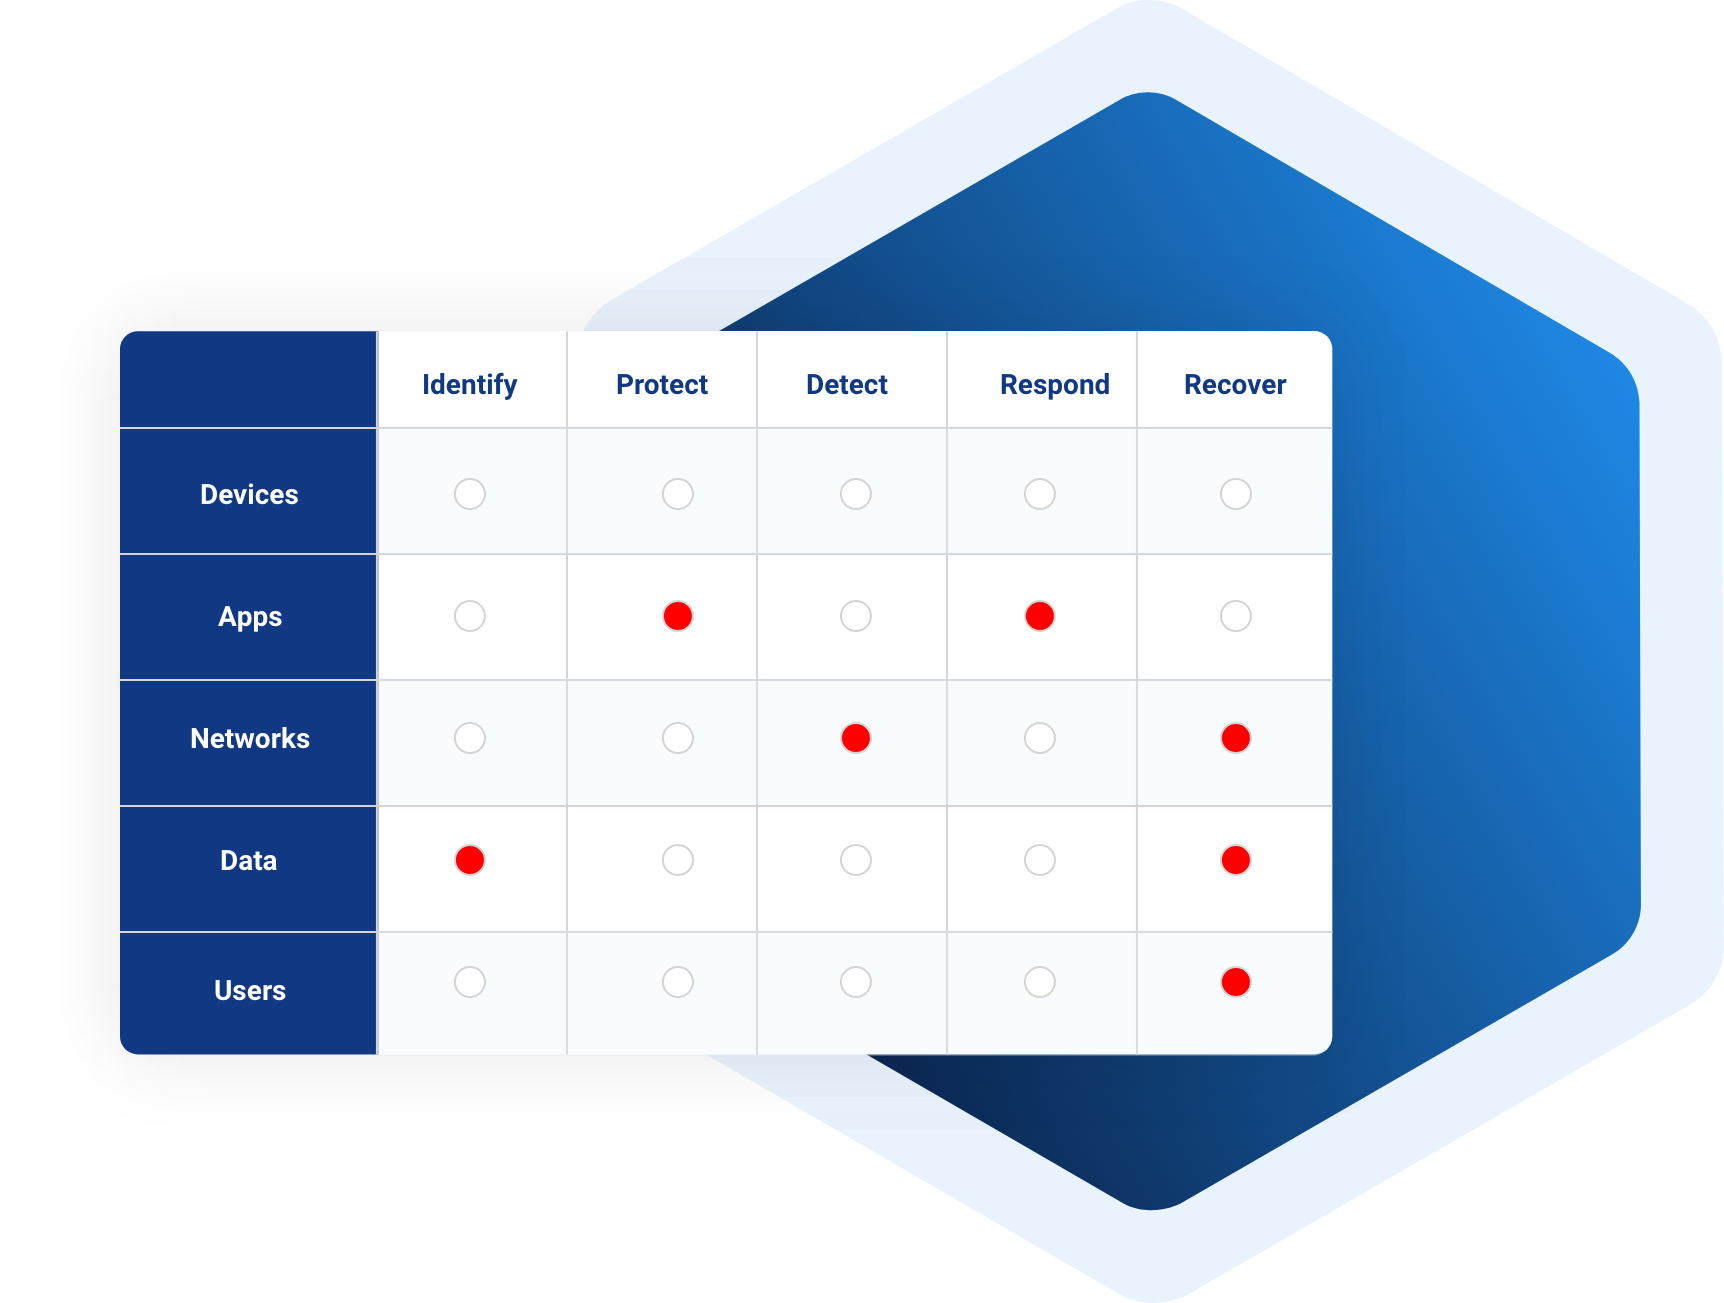 Identify Protect Detect Respond Recover
Devices
Apps
Networks
Data
Users